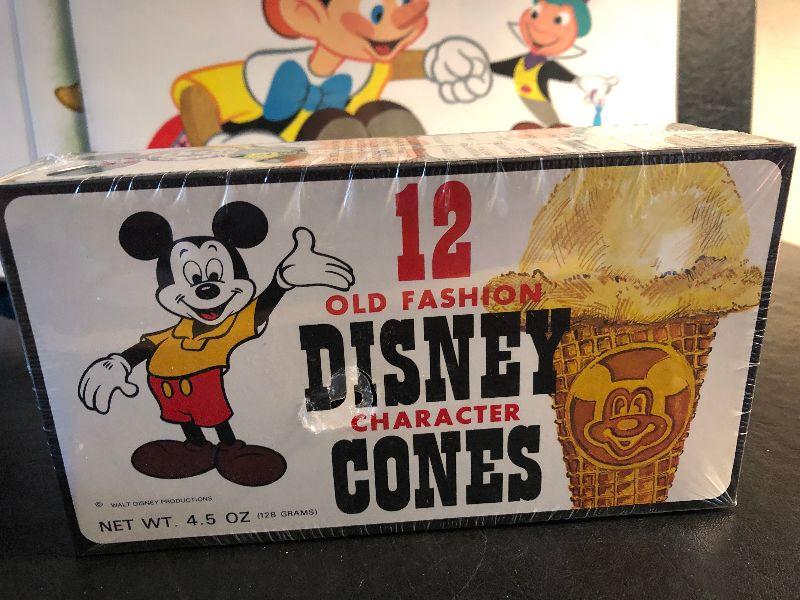 12
OLD FASHION
DISNEY
CHARACTER
CONES
© WALT DISNEY PRODUCTIONS
NET WT. 4.5 OZ (128 GRAMS)